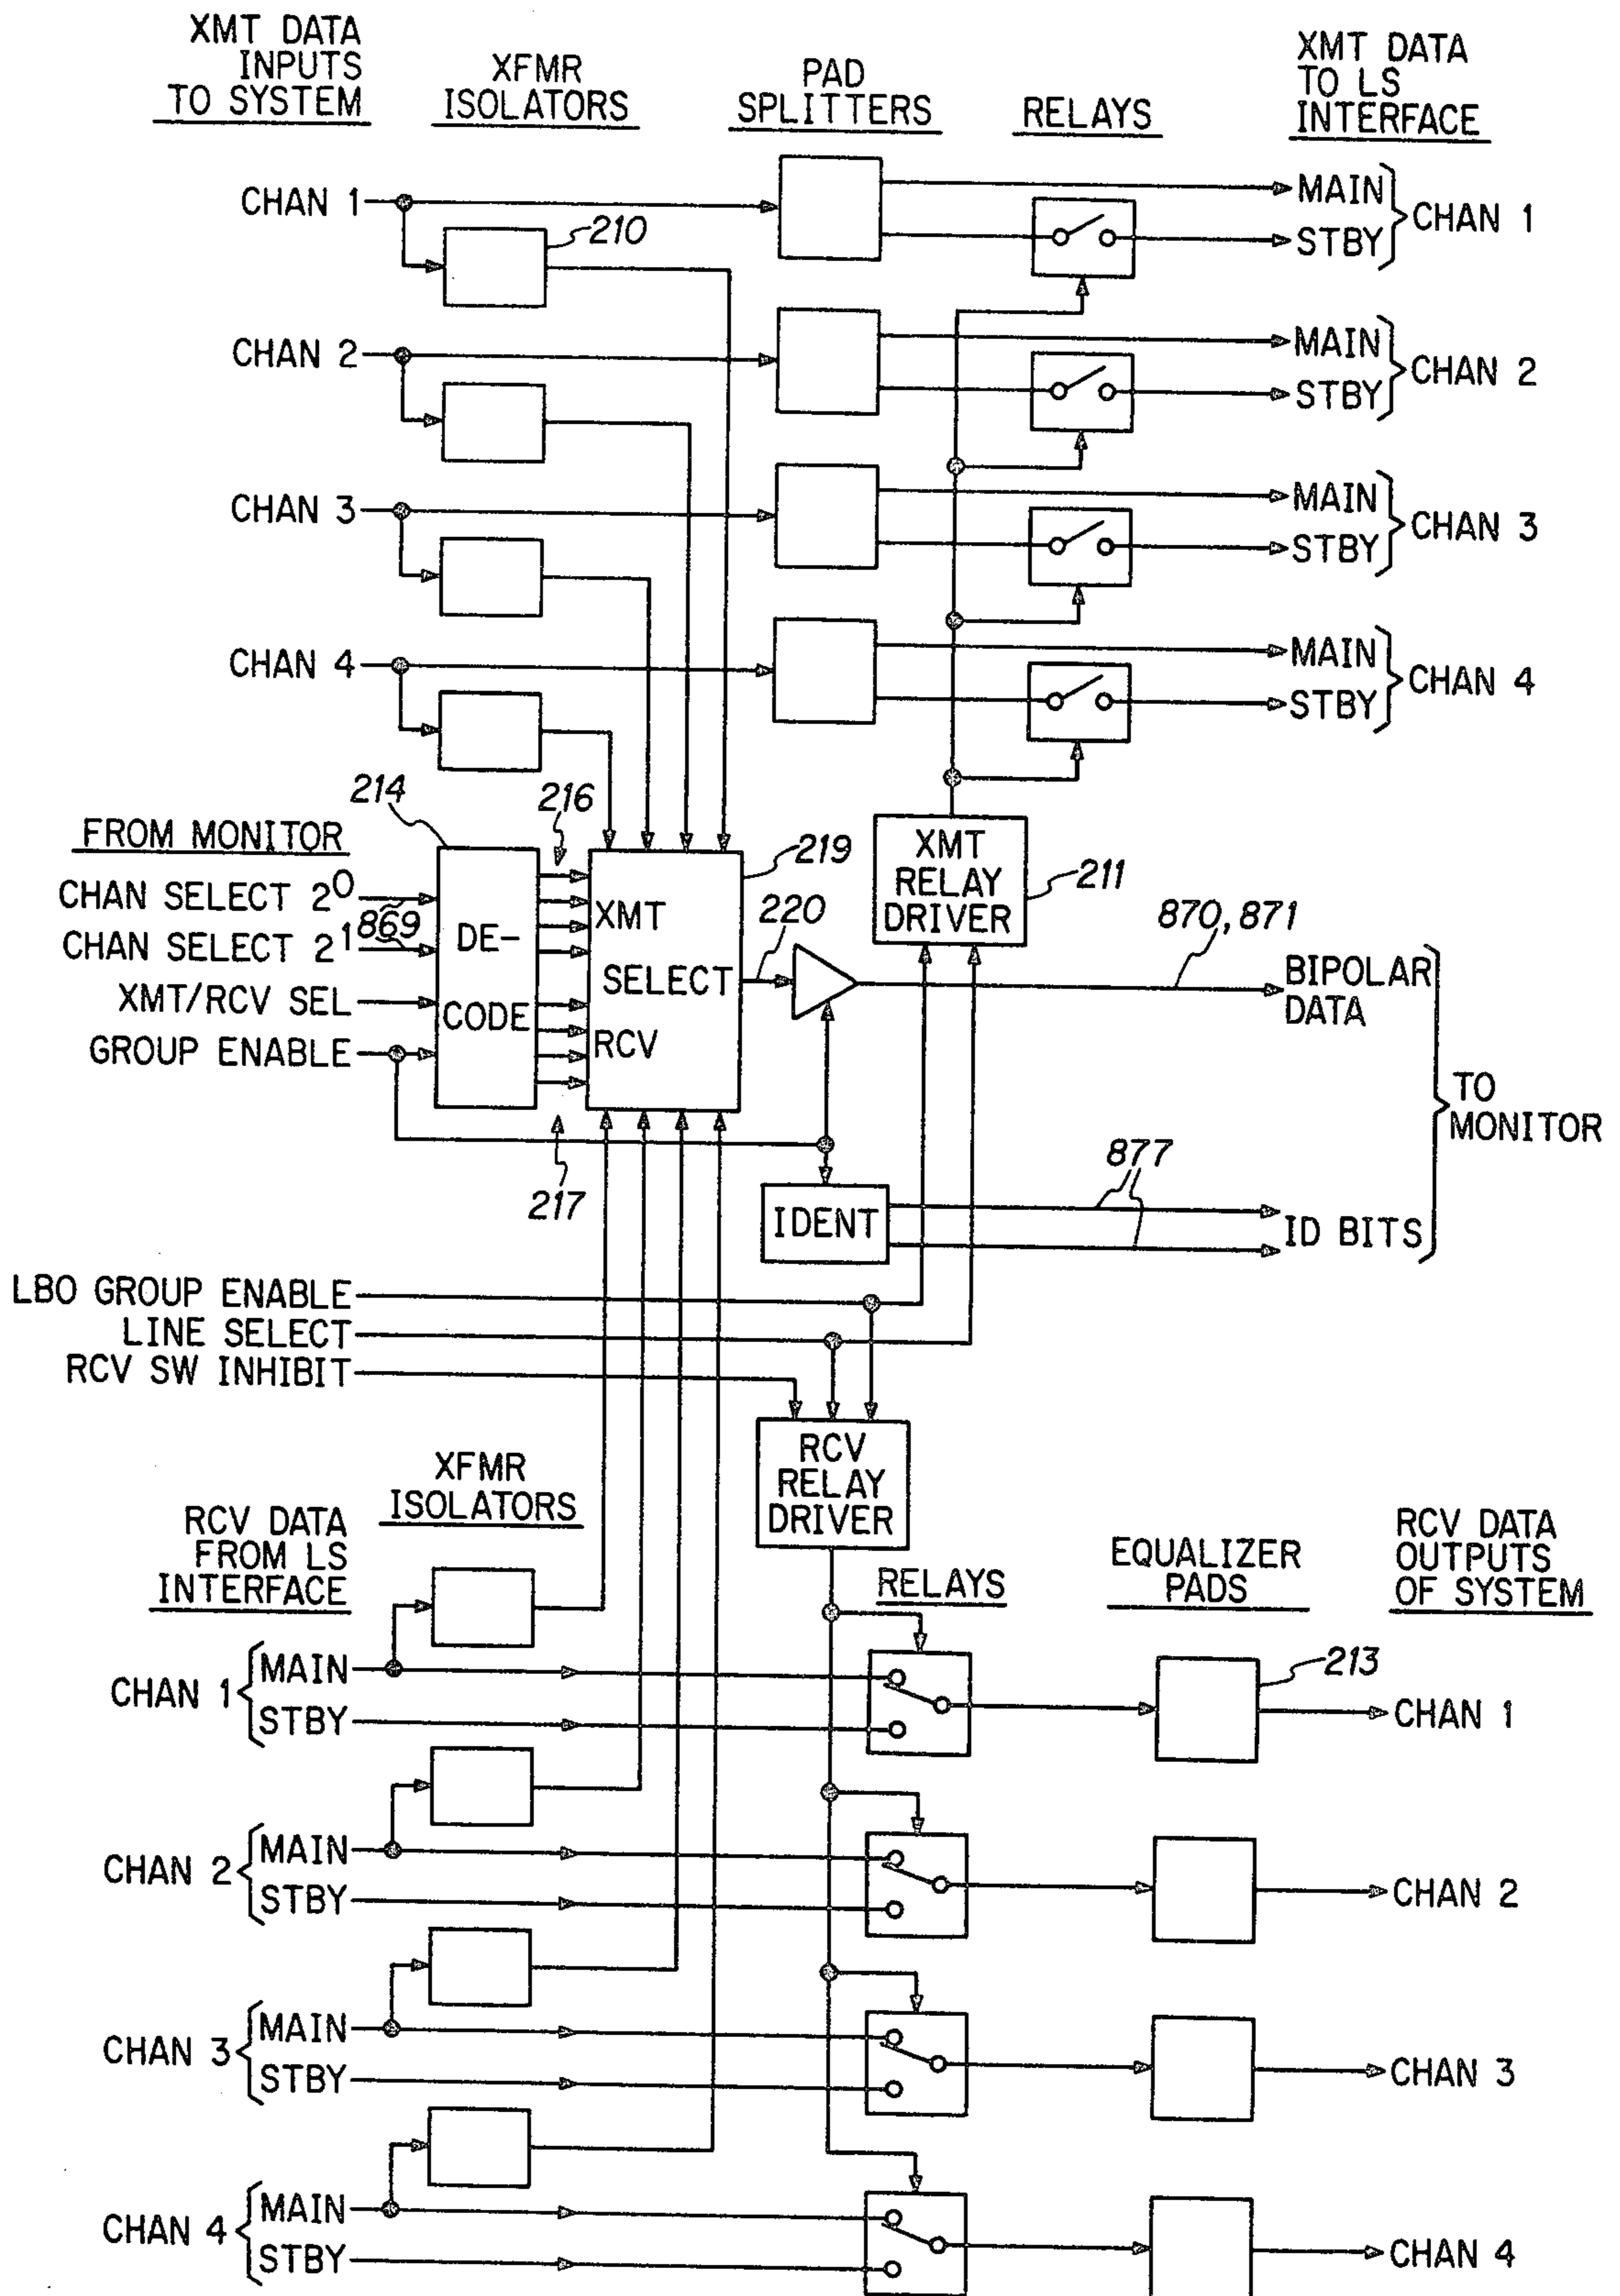 XMT DATA
INPUTS
TO SYSTEM
XFMR
ISOLATORS
PAD
SPLITTERS
RELAYS
XMT DATA
TO LS
INTERFACE
CHAN 1
210
MAIN
STBY
CHAN 1
CHAN 2
MAIN
STBY
CHAN 2
CHAN 3
MAIN
STBY
CHAN 3
CHAN 4
MAIN
STBY
CHAN 4
214
216
FROM MONITOR
CHAN SELECT 2⁰
869
CHAN SELECT 2¹
XMT/RCV SEL
GROUP ENABLE
DE-
CODE
XMT
SELECT
RCV
219
220
217
XMT
RELAY
DRIVER
211
870, 871
BIPOLAR
DATA
TO
MONITOR
877
IDENT
ID BITS
LBO GROUP ENABLE
LINE SELECT
RCV SW INHIBIT
RCV
RELAY
DRIVER
XFMR
ISOLATORS
RCV DATA
FROM LS
INTERFACE
RELAYS
EQUALIZER
PADS
RCV DATA
OUTPUTS
OF SYSTEM
CHAN 1
MAIN
STBY
213
CHAN 1
CHAN 2
MAIN
STBY
CHAN 2
CHAN 3
MAIN
STBY
CHAN 3
CHAN 4
MAIN
STBY
CHAN 4